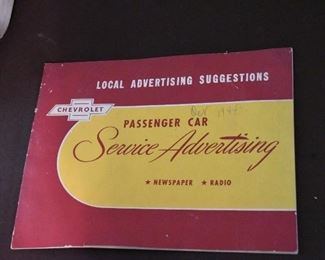 LOCAL ADVERTISING SUGGESTIONS
CHEVROLET
PASSENGER CAR
Service Advertising
★ NEWSPAPER ★ RADIO